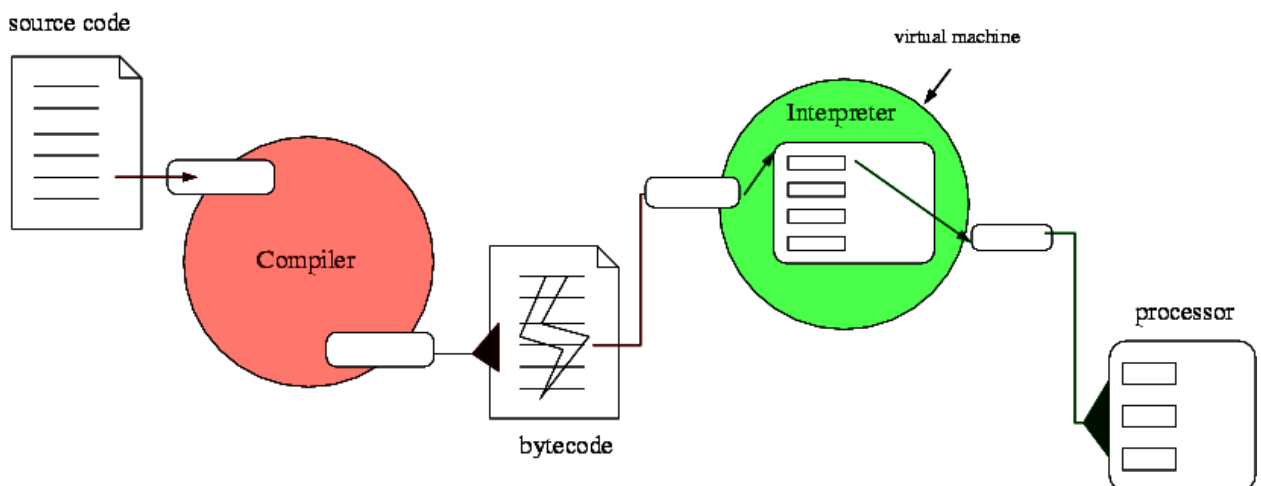 source code
virtual machine
Interpreter
Compiler
processor
bytecode